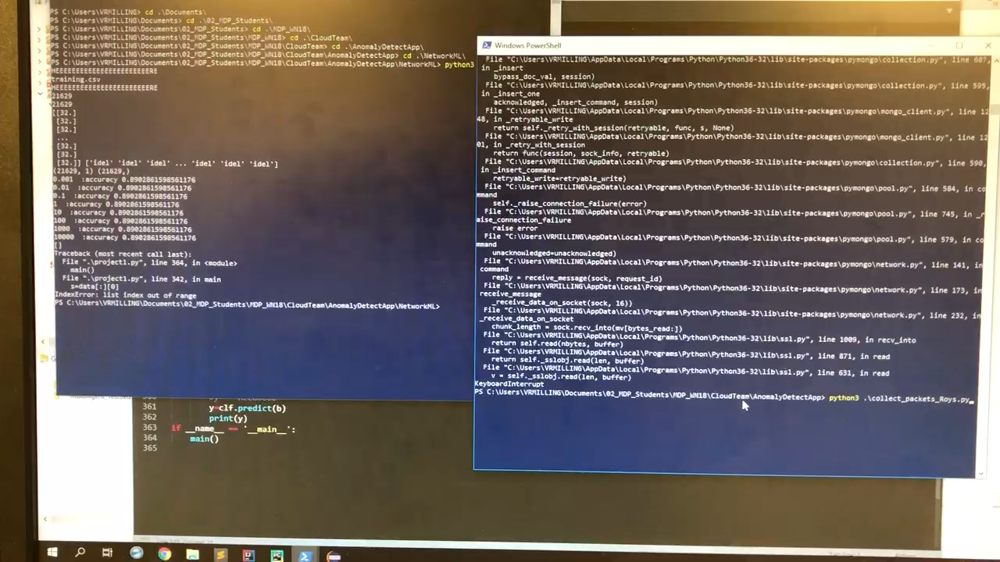 PS C:\Users\VRMILLING> cd .\Documents\
PS C:\Users\VRMILLING\Documents> cd .\02_MDP_Students\
PS C:\Users\VRMILLING\Documents\02_MDP_Students> cd .\MDP_WN18\
PS C:\Users\VRMILLING\Documents\02_MDP_Students\MDP_WN18> cd .\CloudTeam\
PS C:\Users\VRMILLING\Documents\02_MDP_Students\MDP_WN18\CloudTeam> cd .\AnomalyDetectApp\
PS C:\Users\VRMILLING\Documents\02_MDP_Students\MDP_WN18\CloudTeam\AnomalyDetectApp> cd .\NetworkML\
PS C:\Users\VRMILLING\Documents\02_MDP_Students\MDP_WN18\CloudTeam\AnomalyDetectApp\NetworkML> python3
training.csv
21629
21629
[[32.]
[32.]
[32.]
...
[32.]
[32.]
[32.]] ['idel' 'idel' 'idel' ... 'idel' 'idel' 'idel']
(21629, 1) (21629,)
0.001 :accuracy 0.8902861598561176
0.01 :accuracy 0.8902861598561176
0.1 :accuracy 0.8902861598561176
1 :accuracy 0.8902861598561176
10 :accuracy 0.8902861598561176
100 :accuracy 0.8902861598561176
1000 :accuracy 0.8902861598561176
10000 :accuracy 0.8902861598561176
[]
Traceback (most recent call last):
File ".\project1.py", line 364, in <module>
main()
File ".\project1.py", line 342, in main
s=data[:][0]
IndexError: list index out of range
PS C:\Users\VRMILLING\Documents\02_MDP_Students\MDP_WN18\CloudTeam\AnomalyDetectApp\NetworkML>
361 y=clf.predict(b)
362 print(y)
363 if __name__ == '__main__':
364 main()
365
Windows PowerShell
File "C:\Users\VRMILLING\AppData\Local\Programs\Python\Python36-32\lib\site-packages\pymongo\collection.py", line 607,
in _insert
bypass_doc_val, session)
File "C:\Users\VRMILLING\AppData\Local\Programs\Python\Python36-32\lib\site-packages\pymongo\collection.py", line 595,
in _insert_one
acknowledged, _insert_command, session)
File "C:\Users\VRMILLING\AppData\Local\Programs\Python\Python36-32\lib\site-packages\pymongo\mongo_client.py", line 12
48, in _retryable_write
return self._retry_with_session(retryable, func, s, None)
File "C:\Users\VRMILLING\AppData\Local\Programs\Python\Python36-32\lib\site-packages\pymongo\mongo_client.py", line 12
01, in _retry_with_session
return func(session, sock_info, retryable)
File "C:\Users\VRMILLING\AppData\Local\Programs\Python\Python36-32\lib\site-packages\pymongo\collection.py", line 590,
in _insert_command
retryable_write=retryable_write)
File "C:\Users\VRMILLING\AppData\Local\Programs\Python\Python36-32\lib\site-packages\pymongo\pool.py", line 584, in co
mmand
self._raise_connection_failure(error)
File "C:\Users\VRMILLING\AppData\Local\Programs\Python\Python36-32\lib\site-packages\pymongo\pool.py", line 745, in _r
aise_connection_failure
raise error
File "C:\Users\VRMILLING\AppData\Local\Programs\Python\Python36-32\lib\site-packages\pymongo\pool.py", line 579, in co
mmand
unacknowledged=unacknowledged)
File "C:\Users\VRMILLING\AppData\Local\Programs\Python\Python36-32\lib\site-packages\pymongo\network.py", line 141, in
command
reply = receive_message(sock, request_id)
File "C:\Users\VRMILLING\AppData\Local\Programs\Python\Python36-32\lib\site-packages\pymongo\network.py", line 173, in
receive_message
_receive_data_on_socket(sock, 16))
File "C:\Users\VRMILLING\AppData\Local\Programs\Python\Python36-32\lib\site-packages\pymongo\network.py", line 232, in
_receive_data_on_socket
chunk_length = sock.recv_into(mv[bytes_read:])
File "C:\Users\VRMILLING\AppData\Local\Programs\Python\Python36-32\lib\ssl.py", line 1009, in recv_into
return self.read(nbytes, buffer)
File "C:\Users\VRMILLING\AppData\Local\Programs\Python\Python36-32\lib\ssl.py", line 871, in read
return self._sslobj.read(len, buffer)
File "C:\Users\VRMILLING\AppData\Local\Programs\Python\Python36-32\lib\ssl.py", line 631, in read
v = self._sslobj.read(len, buffer)
KeyboardInterrupt
PS C:\Users\VRMILLING\Documents\02_MDP_Students\MDP_WN18\CloudTeam\AnomalyDetectApp> python3 .\collect_packets_Roys.py